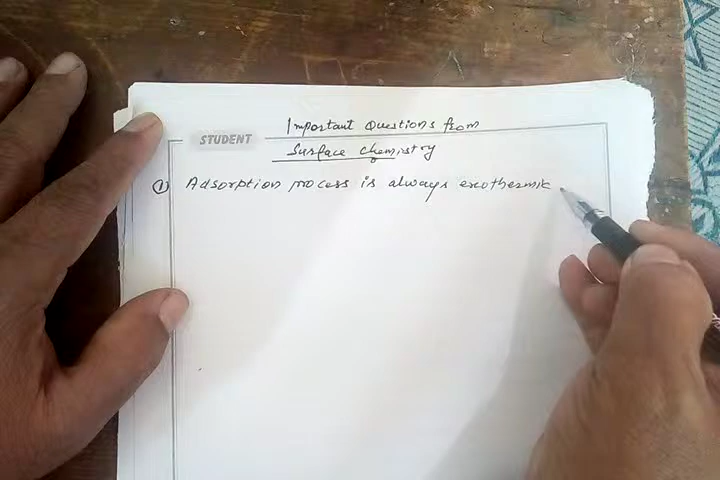 Important Questions from
STUDENT
Surface Chemistry
① Adsorption process is always exothermic